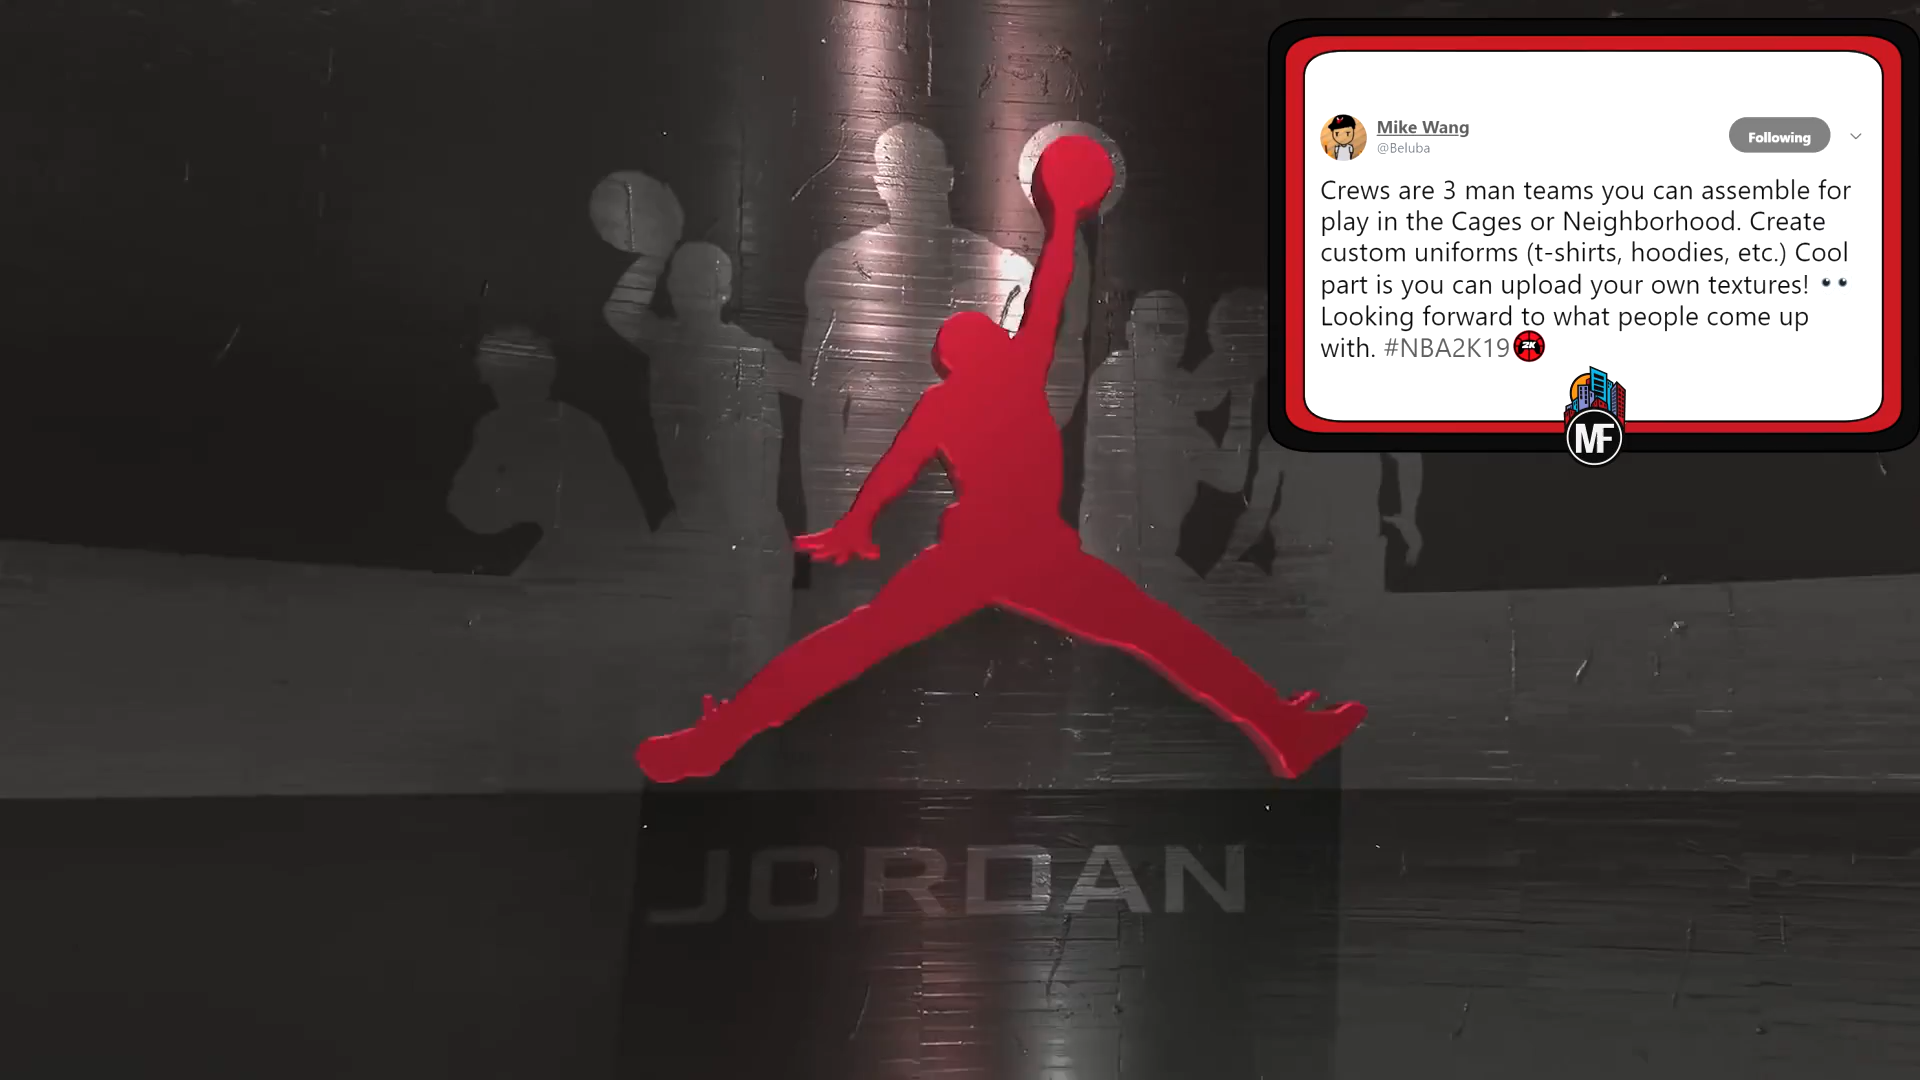 Mike Wang
@Beluba
Following
Crews are 3 man teams you can assemble for
play in the Cages or Neighborhood. Create
custom uniforms (t-shirts, hoodies, etc.) Cool
part is you can upload your own textures! 👀
Looking forward to what people come up
with. #NBA2K19
2K
MF
JORDAN